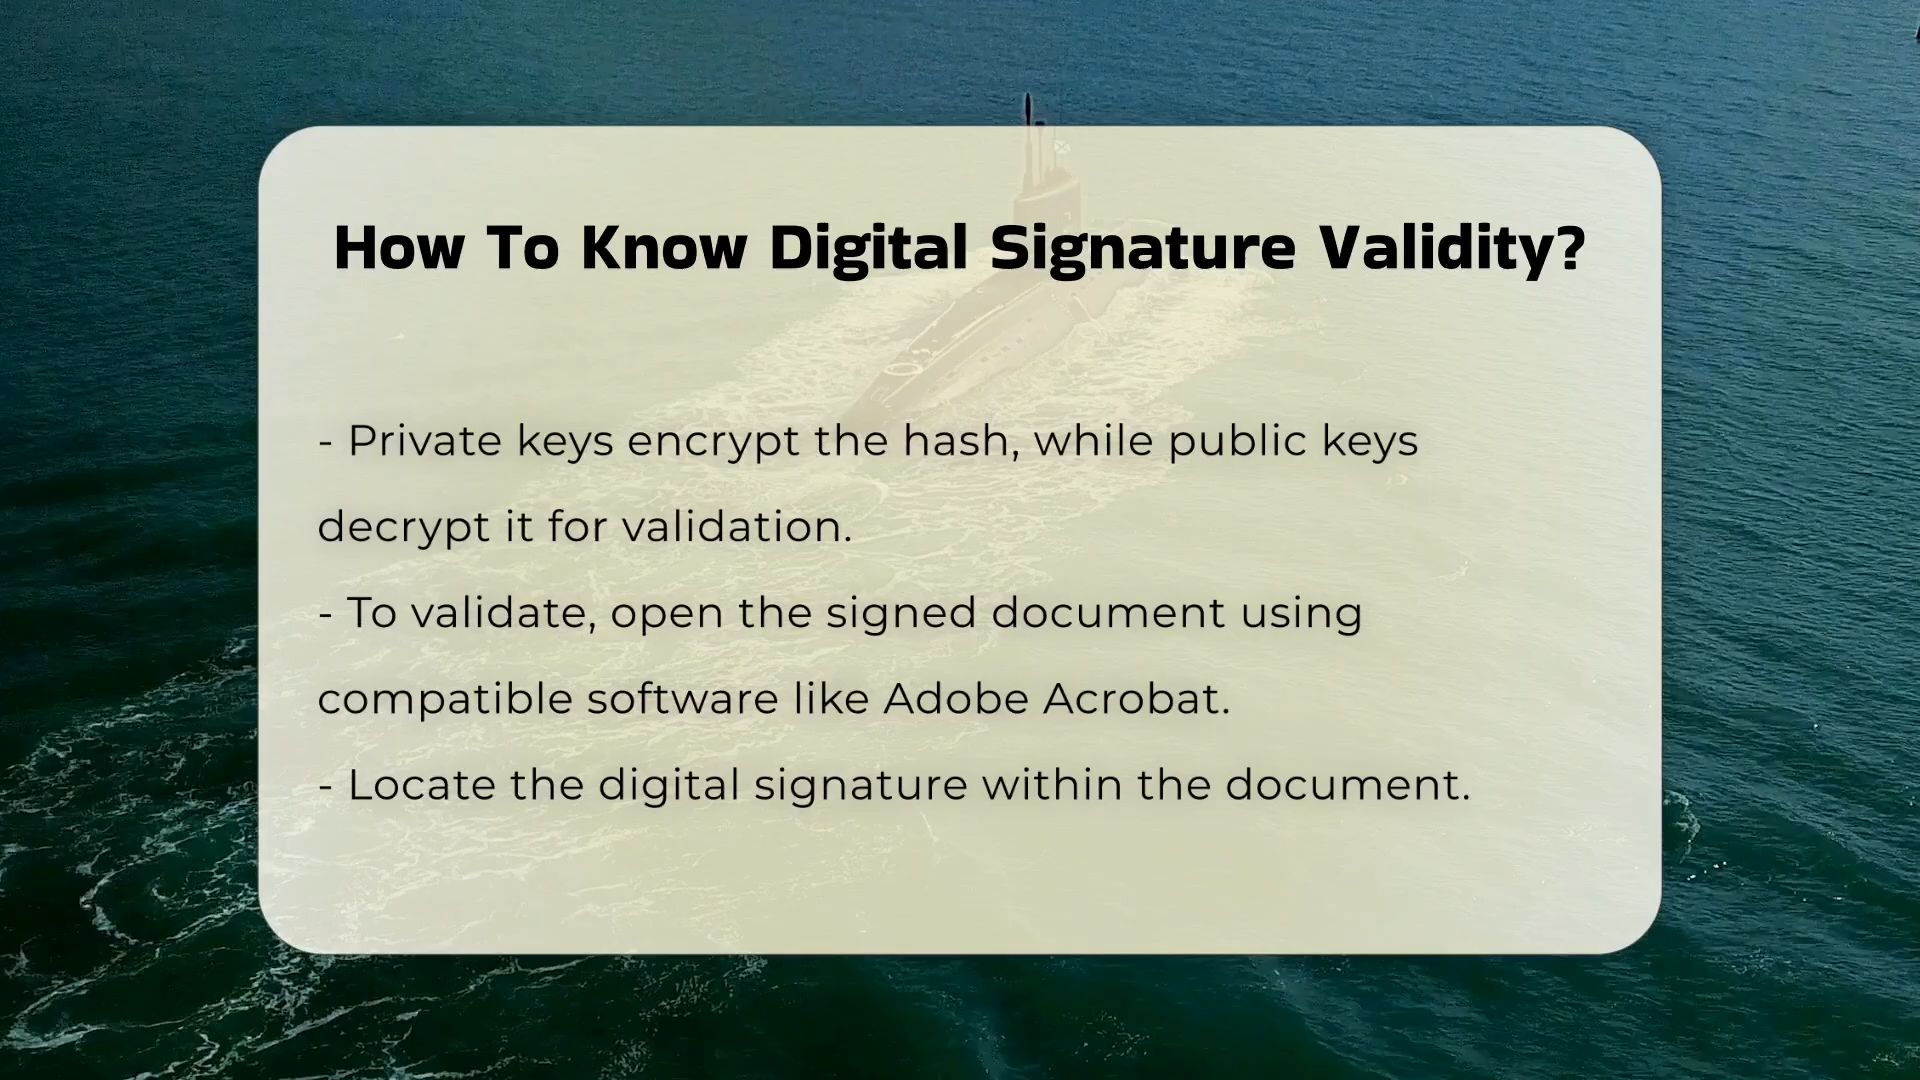 How To Know Digital Signature Validity?
- Private keys encrypt the hash, while public keys
decrypt it for validation.
- To validate, open the signed document using
compatible software like Adobe Acrobat.
- Locate the digital signature within the document.